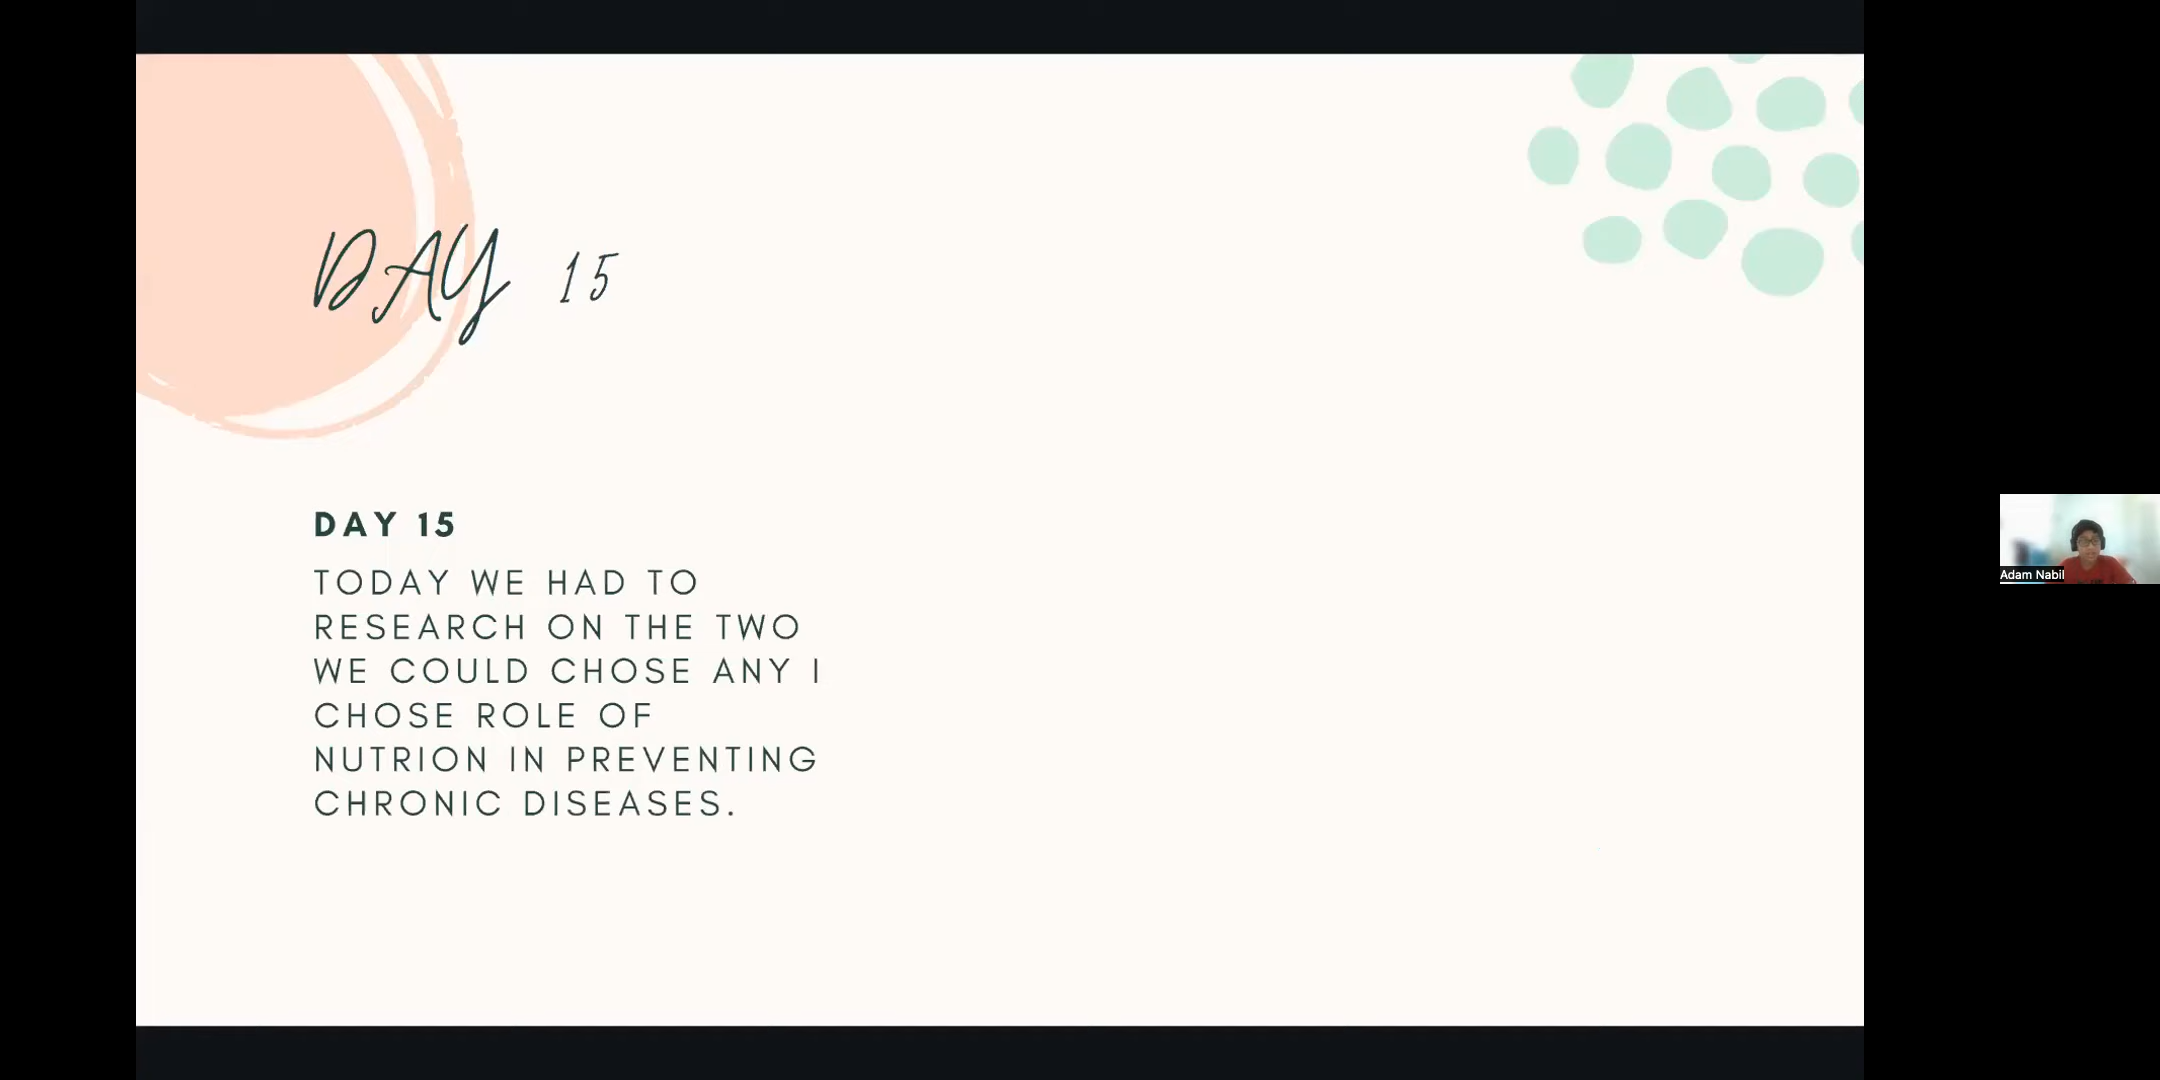 DAY 15
DAY 15
TODAY WE HAD TO
RESEARCH ON THE TWO
WE COULD CHOSE ANY I
CHOSE ROLE OF
NUTRION IN PREVENTING
CHRONIC DISEASES.
Adam Nabil